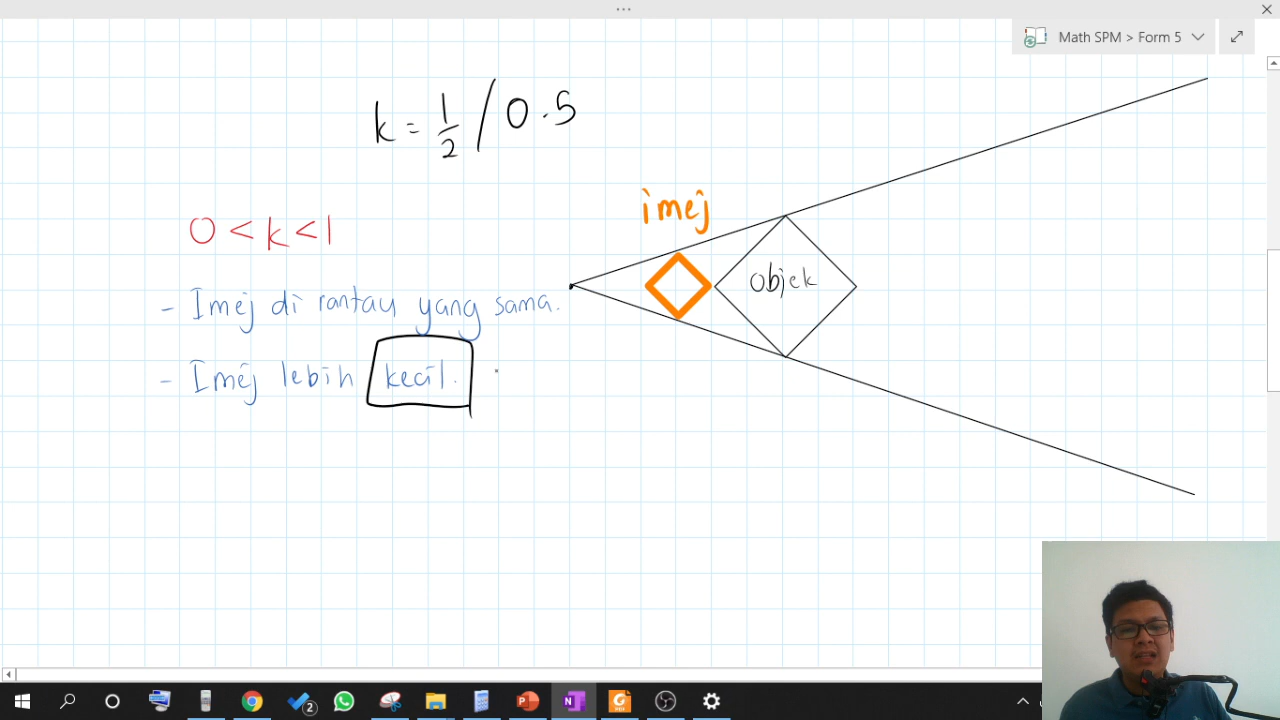 Math SPM > Form 5
k = 1/2 / 0.5
imej
0 < k < 1
objek
- Imej di rantau yang sama.
- Imej lebih kecil.
2